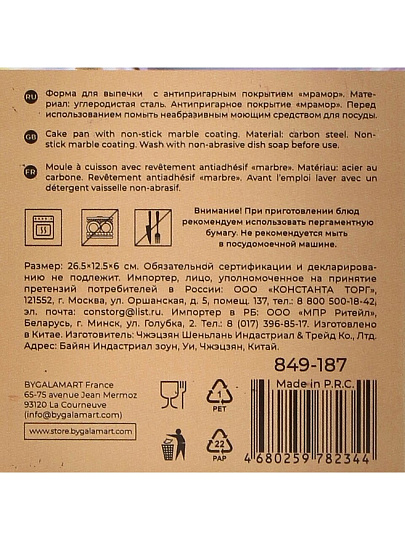 RU Форма для выпечки с антипригарным покрытием «мрамор». Мате-
риал: углеродистая сталь. Антипригарное покрытие «мрамор». Перед
использованием помыть неабразивным моющим средством для посуды.
GB Cake pan with non-stick marble coating. Material: carbon steel. Non-
stick marble coating. Wash with non-abrasive dish soap before use.
FR Moule à cuisson avec revêtement antiadhésif «marbre». Matériau: acier au
carbone. Revêtement antiadhésif «marbre». Avant l'emploi laver avec un
détergent vaisselle non-abrasif.
Внимание! При приготовлении блюд
рекомендуем использовать пергаментную
бумагу. Не рекомендуется мыть
в посудомоечной машине.
Размер: 26.5×12.5×6 см. Обязательной сертификации и декларирова-
нию не подлежит. Импортер, лицо, уполномоченное на принятие
претензий потребителей в России: ООО «КОНСТАНТА ТОРГ»,
121552, г. Москва, ул. Оршанская, д. 5, помещ. 137, тел.: 8 800 500-18-42,
эл. почта: constorg@list.ru. Импортер в РБ: ООО «МПР Ритейл»,
Беларусь, г. Минск, ул. Голубка, 2. Тел.: 8 (017) 396-85-17. Изготовлено
в Китае. Изготовитель: Чжэцзян Шеньлань Индастриал & Трейд Ко., Лтд.
Адрес: Байян Индастриал зоун, Уи, Чжэцзян, Китай.
849-187
BYGALAMART France
65-75 avenue Jean Mermoz
93120 La Courneuve
(info@bygalamart.com)
www.store.bygalamart.com
1
PET
22
PAP
Made in P.R.C.
4 680259 782344